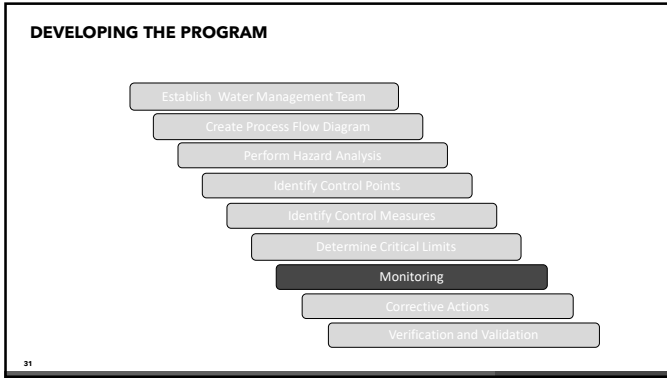 DEVELOPING THE PROGRAM
Establish Water Management Team
Create Process Flow Diagram
Perform Hazard Analysis
Identify Control Points
Identify Control Measures
Determine Critical Limits
Monitoring
Corrective Actions
Verification and Validation
31